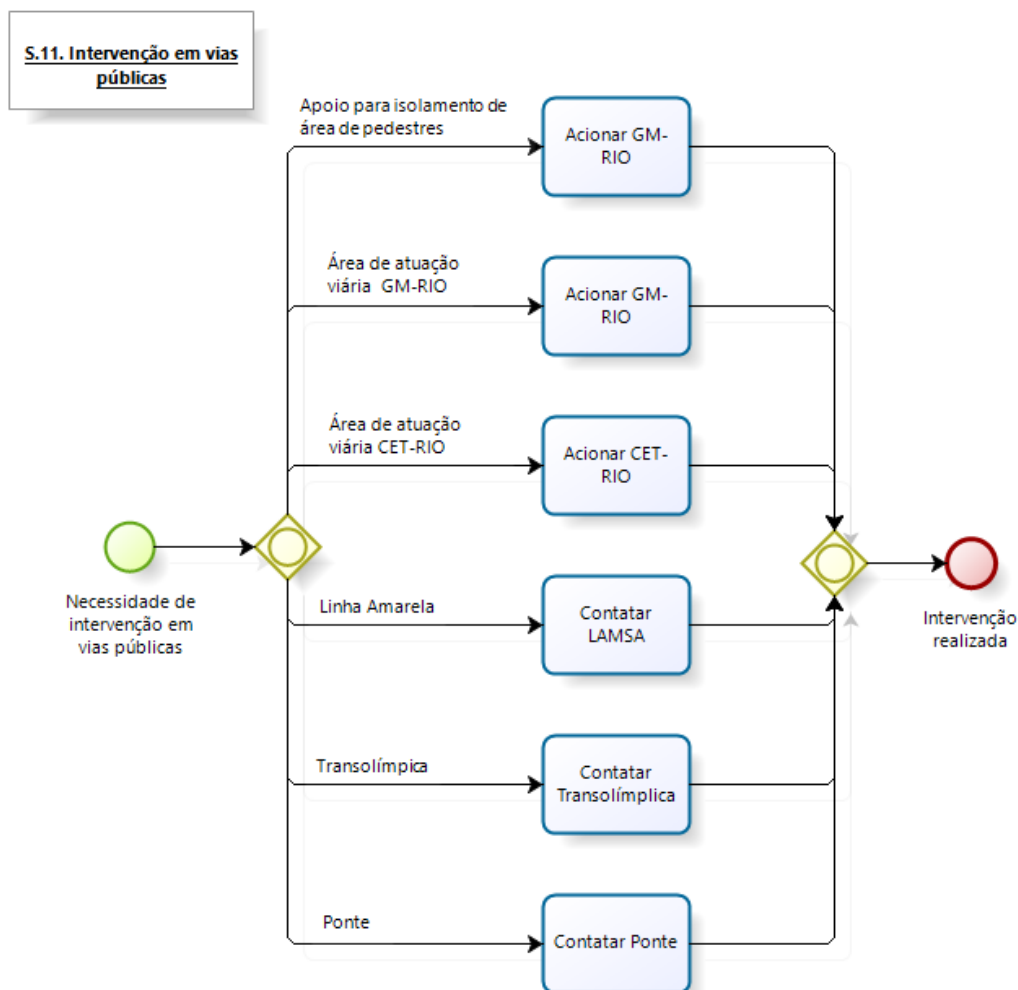 S.11. Intervenção em vias
públicas
Apoio para isolamento de
área de pedestres
Acionar GM-
RIO
Área de atuação
viária  GM-RIO
Acionar GM-
RIO
Área de atuação
viária CET-RIO
Acionar CET-
RIO
Necessidade de
intervenção em
vias públicas
Linha Amarela
Contatar
LAMSA
Intervenção
realizada
Transolímpica
Contatar
Transolímplica
Ponte
Contatar Ponte